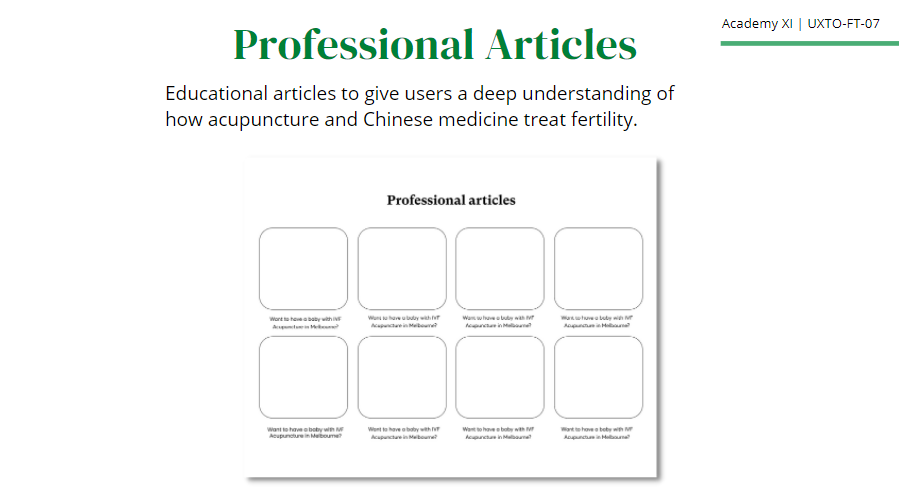 Academy XI | UXTO-FT-07
Professional Articles
Educational articles to give users a deep understanding of
how acupuncture and Chinese medicine treat fertility.
Professional articles
Want to have a baby with IVF
Acupuncture in Melbourne?
Want to have a baby with IVF
Acupuncture in Melbourne?
Want to have a baby with IVF
Acupuncture in Melbourne?
Want to have a baby with IVF
Acupuncture in Melbourne?
Want to have a baby with IVF
Acupuncture in Melbourne?
Want to have a baby with IVF
Acupuncture in Melbourne?
Want to have a baby with IVF
Acupuncture in Melbourne?
Want to have a baby with IVF
Acupuncture in Melbourne?